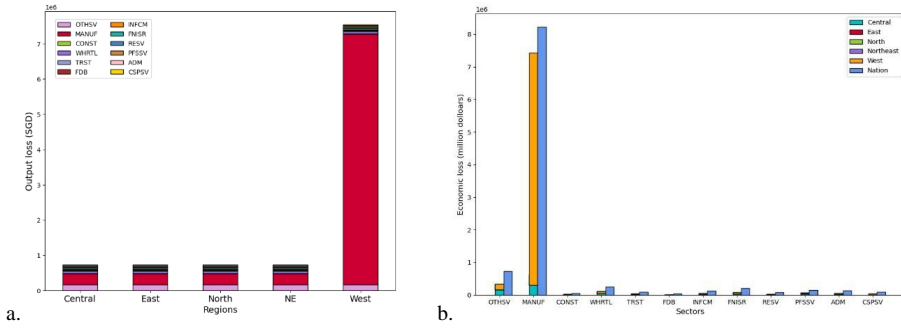 1e6
OTHSV
MANUF
CONST
WHRTL
TRST
FDB
INFCM
FNISR
RESV
PFSSV
ADM
CSPSV
Output loss (SGD)
7
6
5
4
3
2
1
0
Central East North NE West
Regions
a.
1e6
Central
East
North
Northeast
West
Nation
Economic loss (million dolloars)
8
7
6
5
4
3
2
1
0
OTHSV MANUF CONST WHRTL TRST FDB INFCM FNISR RESV PFSSV ADM CSPSV
Sectors
b.